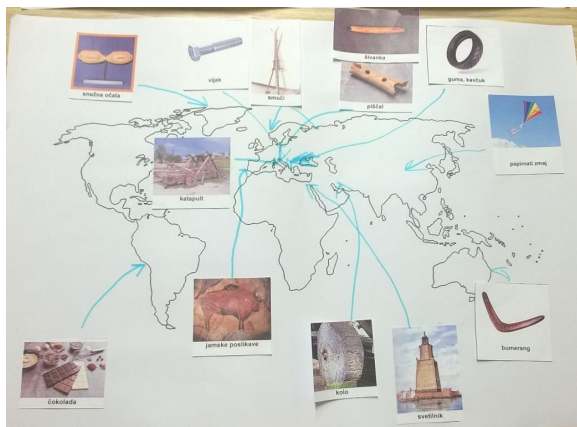 snežna očala
vijak
smuči
šivanka
piščal
guma, kavčuk
papirnati zmaj
katapult
jamske poslikave
kolo
svetilnik
bumerang
čokolada